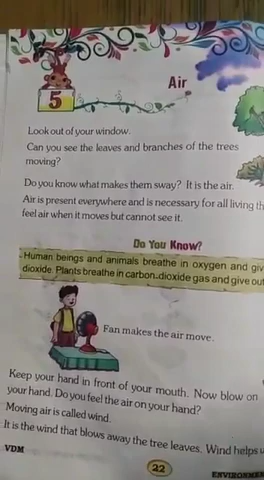 Air
5
Look out of your window.
Can you see the leaves and branches of the trees
moving?
Do you know what makes them sway? It is the air.
Air is present everywhere and is necessary for all living
feel air when it moves but cannot see it.
Do You Know?
Human beings and animals breathe in oxygen and
dioxide. Plants breathe in carbon dioxide gas and give out
Fan makes the air move.
Keep your hand in front of your mouth. Now blow on
your hand. Do you feel the air on your hand?
Moving air is called wind.
It is the wind that blows away the tree leaves. Wind helps
VDM
22